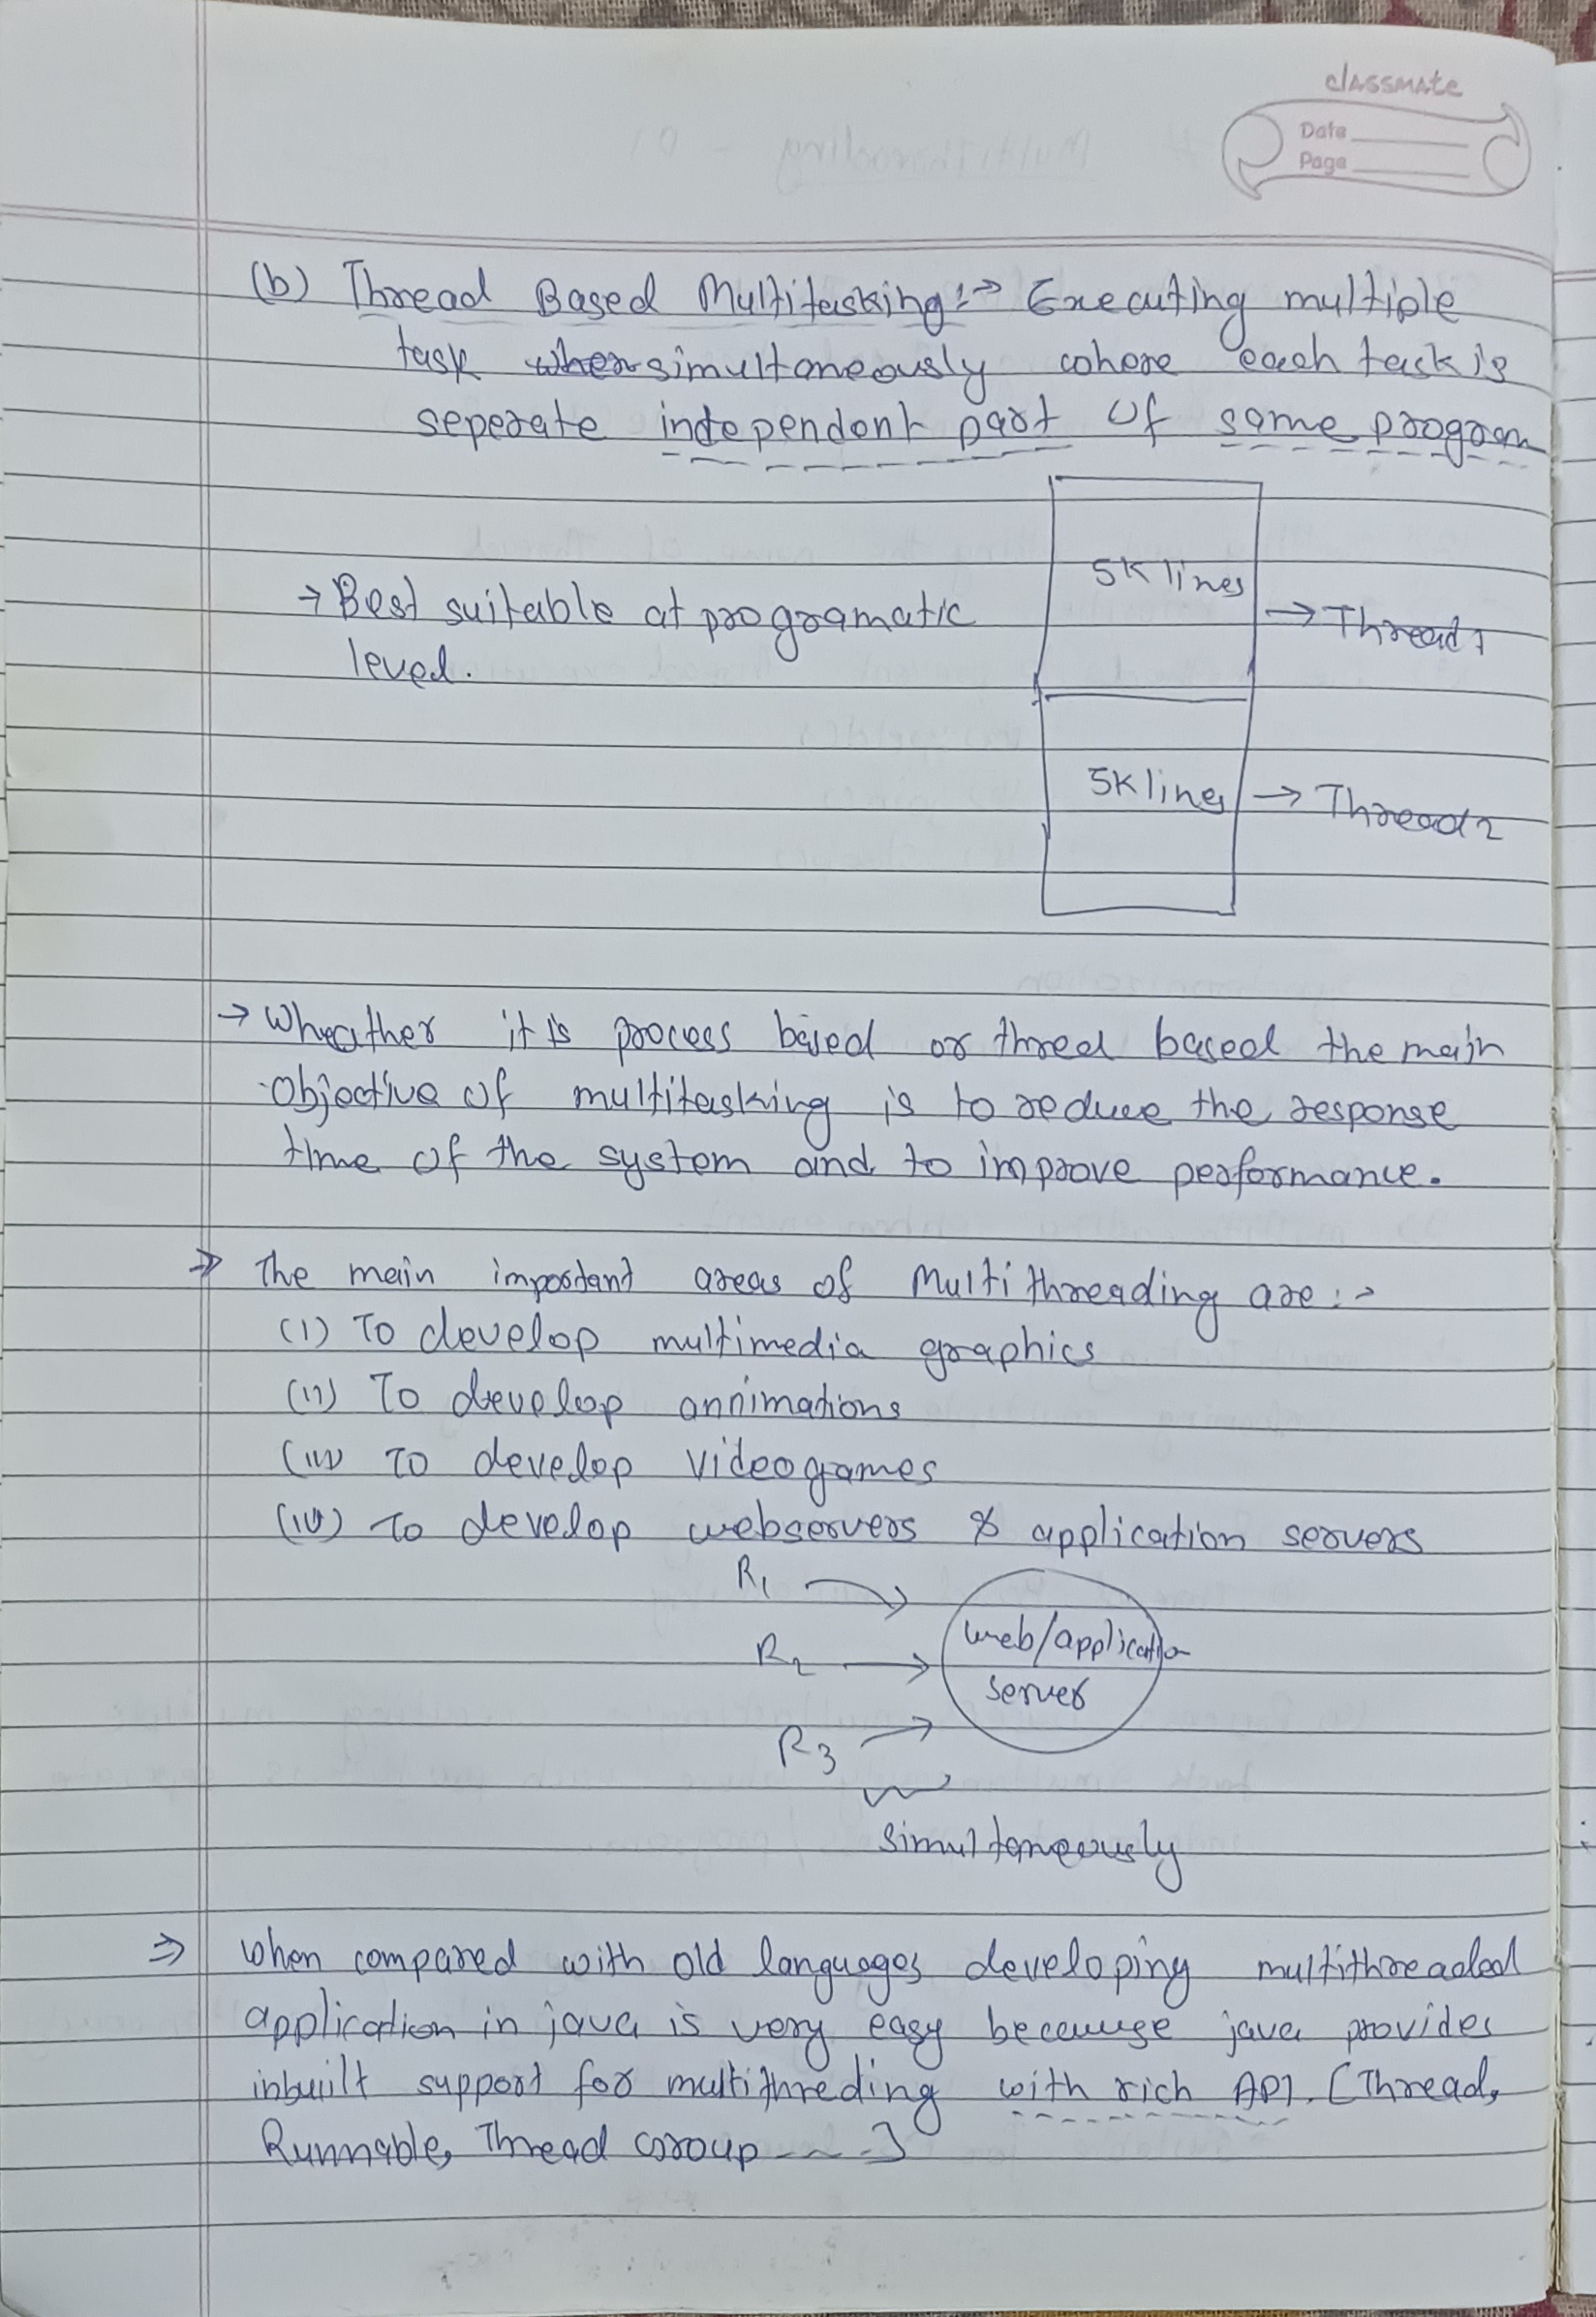 classmate
Date
Page
(b) Thread Based Multitasking :→ Executing multiple
task when simultaneously where each task is
seperate independent part of same program
5K lines
→ Thread 1
→ Best suitable at programatic
level.
5K lines → Thread 2
→ Wheather it is process based or thred based the main
objective of multitasking is to reduce the response
time of the system and to improve performance.
⇒ The main important areas of Multithreading are :→
(i) To develop multimedia graphics
(ii) To develop annimations
(iii) To develop videogames
(iv) To develop webservers & application servers
R1
R2
web/application
server
R3
simultaneously
⇒ When compared with old languages developing multithreaded
application in java is very easy because java provides
inbuilt support for multithreding with rich API. [Thread,
Runnable, Thread Group ---]